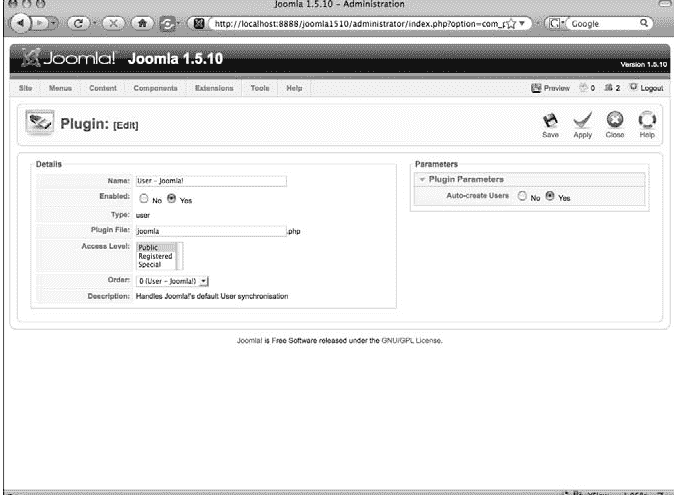 Joomla 1.5.10 - Administration
http://localhost:8888/joomla1510/administrator/index.php?option=com_
Google
Joomla! Joomla 1.5.10
Version 1.5.10
Site Menus Content Components Extensions Tools Help Preview 0 2 Logout
Plugin: [Edit]
Save Apply Close Help
Details
Name: User - Joomla!
Enabled: No Yes
Type: user
Plugin File: joomla .php
Access Level: Public
Registered
Special
Order: 0 (User - Joomla!)
Description: Handles Joomla!'s default User synchronisation
Parameters
Plugin Parameters
Auto-create Users No Yes
Joomla! is Free Software released under the GNU/GPL License.